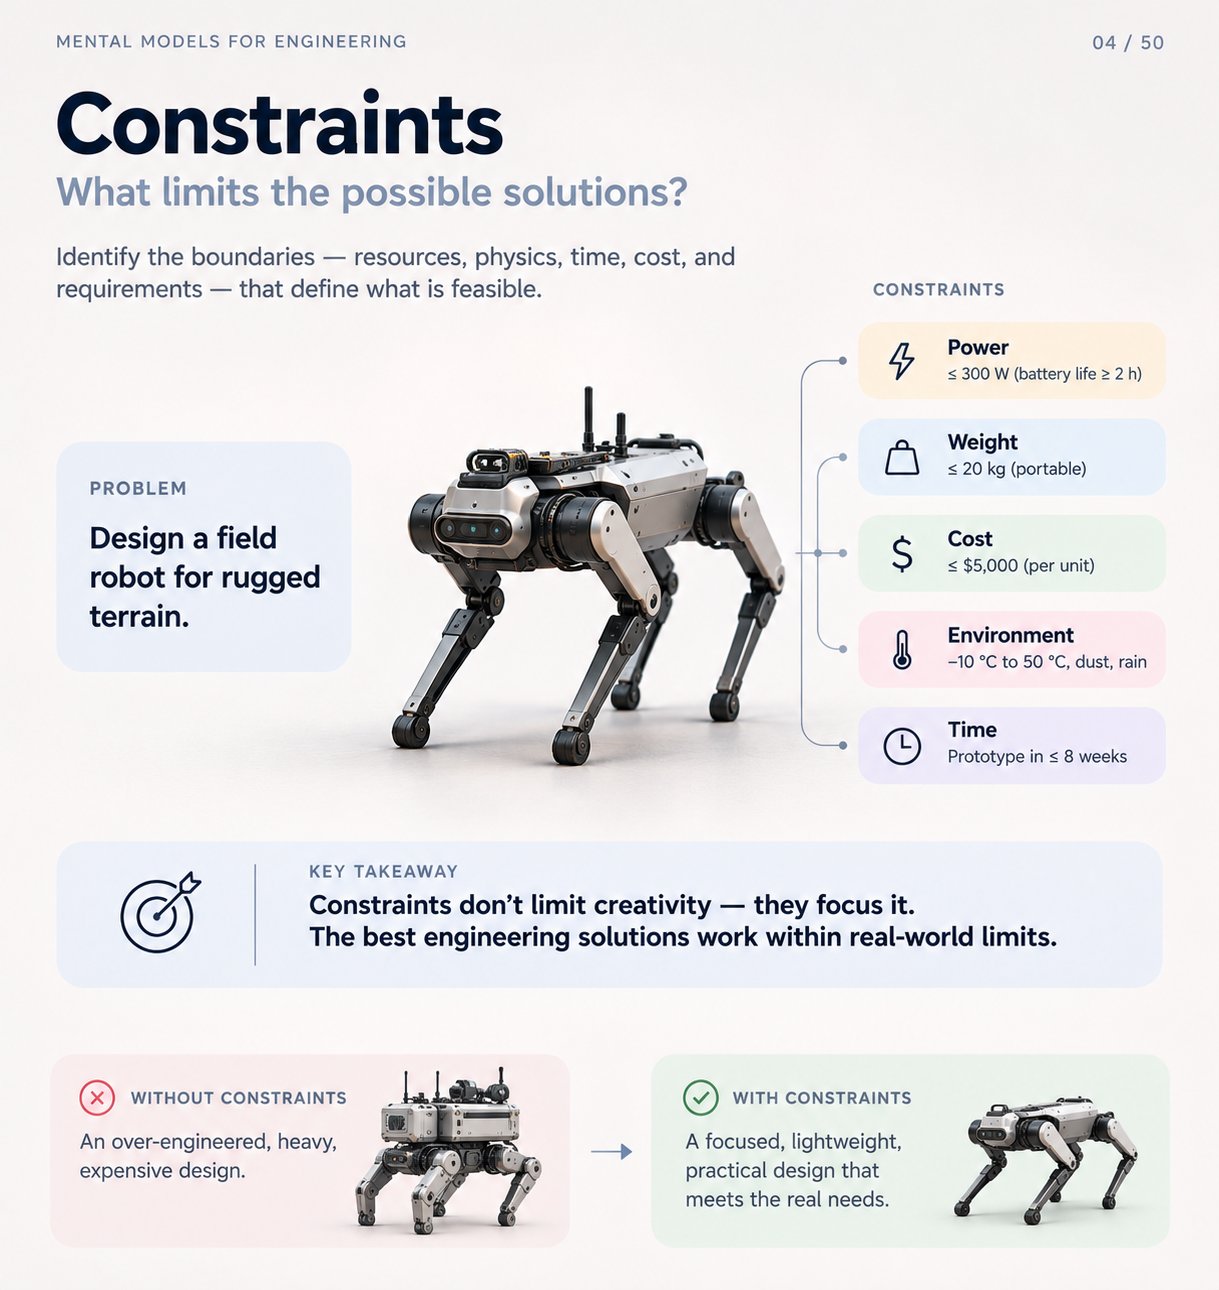 MENTAL MODELS FOR ENGINEERING
04 / 50
Constraints
What limits the possible solutions?
Identify the boundaries — resources, physics, time, cost, and
requirements — that define what is feasible.
PROBLEM
Design a field
robot for rugged
terrain.
CONSTRAINTS
Power
≤ 300 W (battery life ≥ 2 h)
Weight
≤ 20 kg (portable)
Cost
≤ $5,000 (per unit)
Environment
−10 °C to 50 °C, dust, rain
Time
Prototype in ≤ 8 weeks
KEY TAKEAWAY
Constraints don’t limit creativity — they focus it.
The best engineering solutions work within real-world limits.
WITHOUT CONSTRAINTS
An over-engineered, heavy,
expensive design.
WITH CONSTRAINTS
A focused, lightweight,
practical design that
meets the real needs.